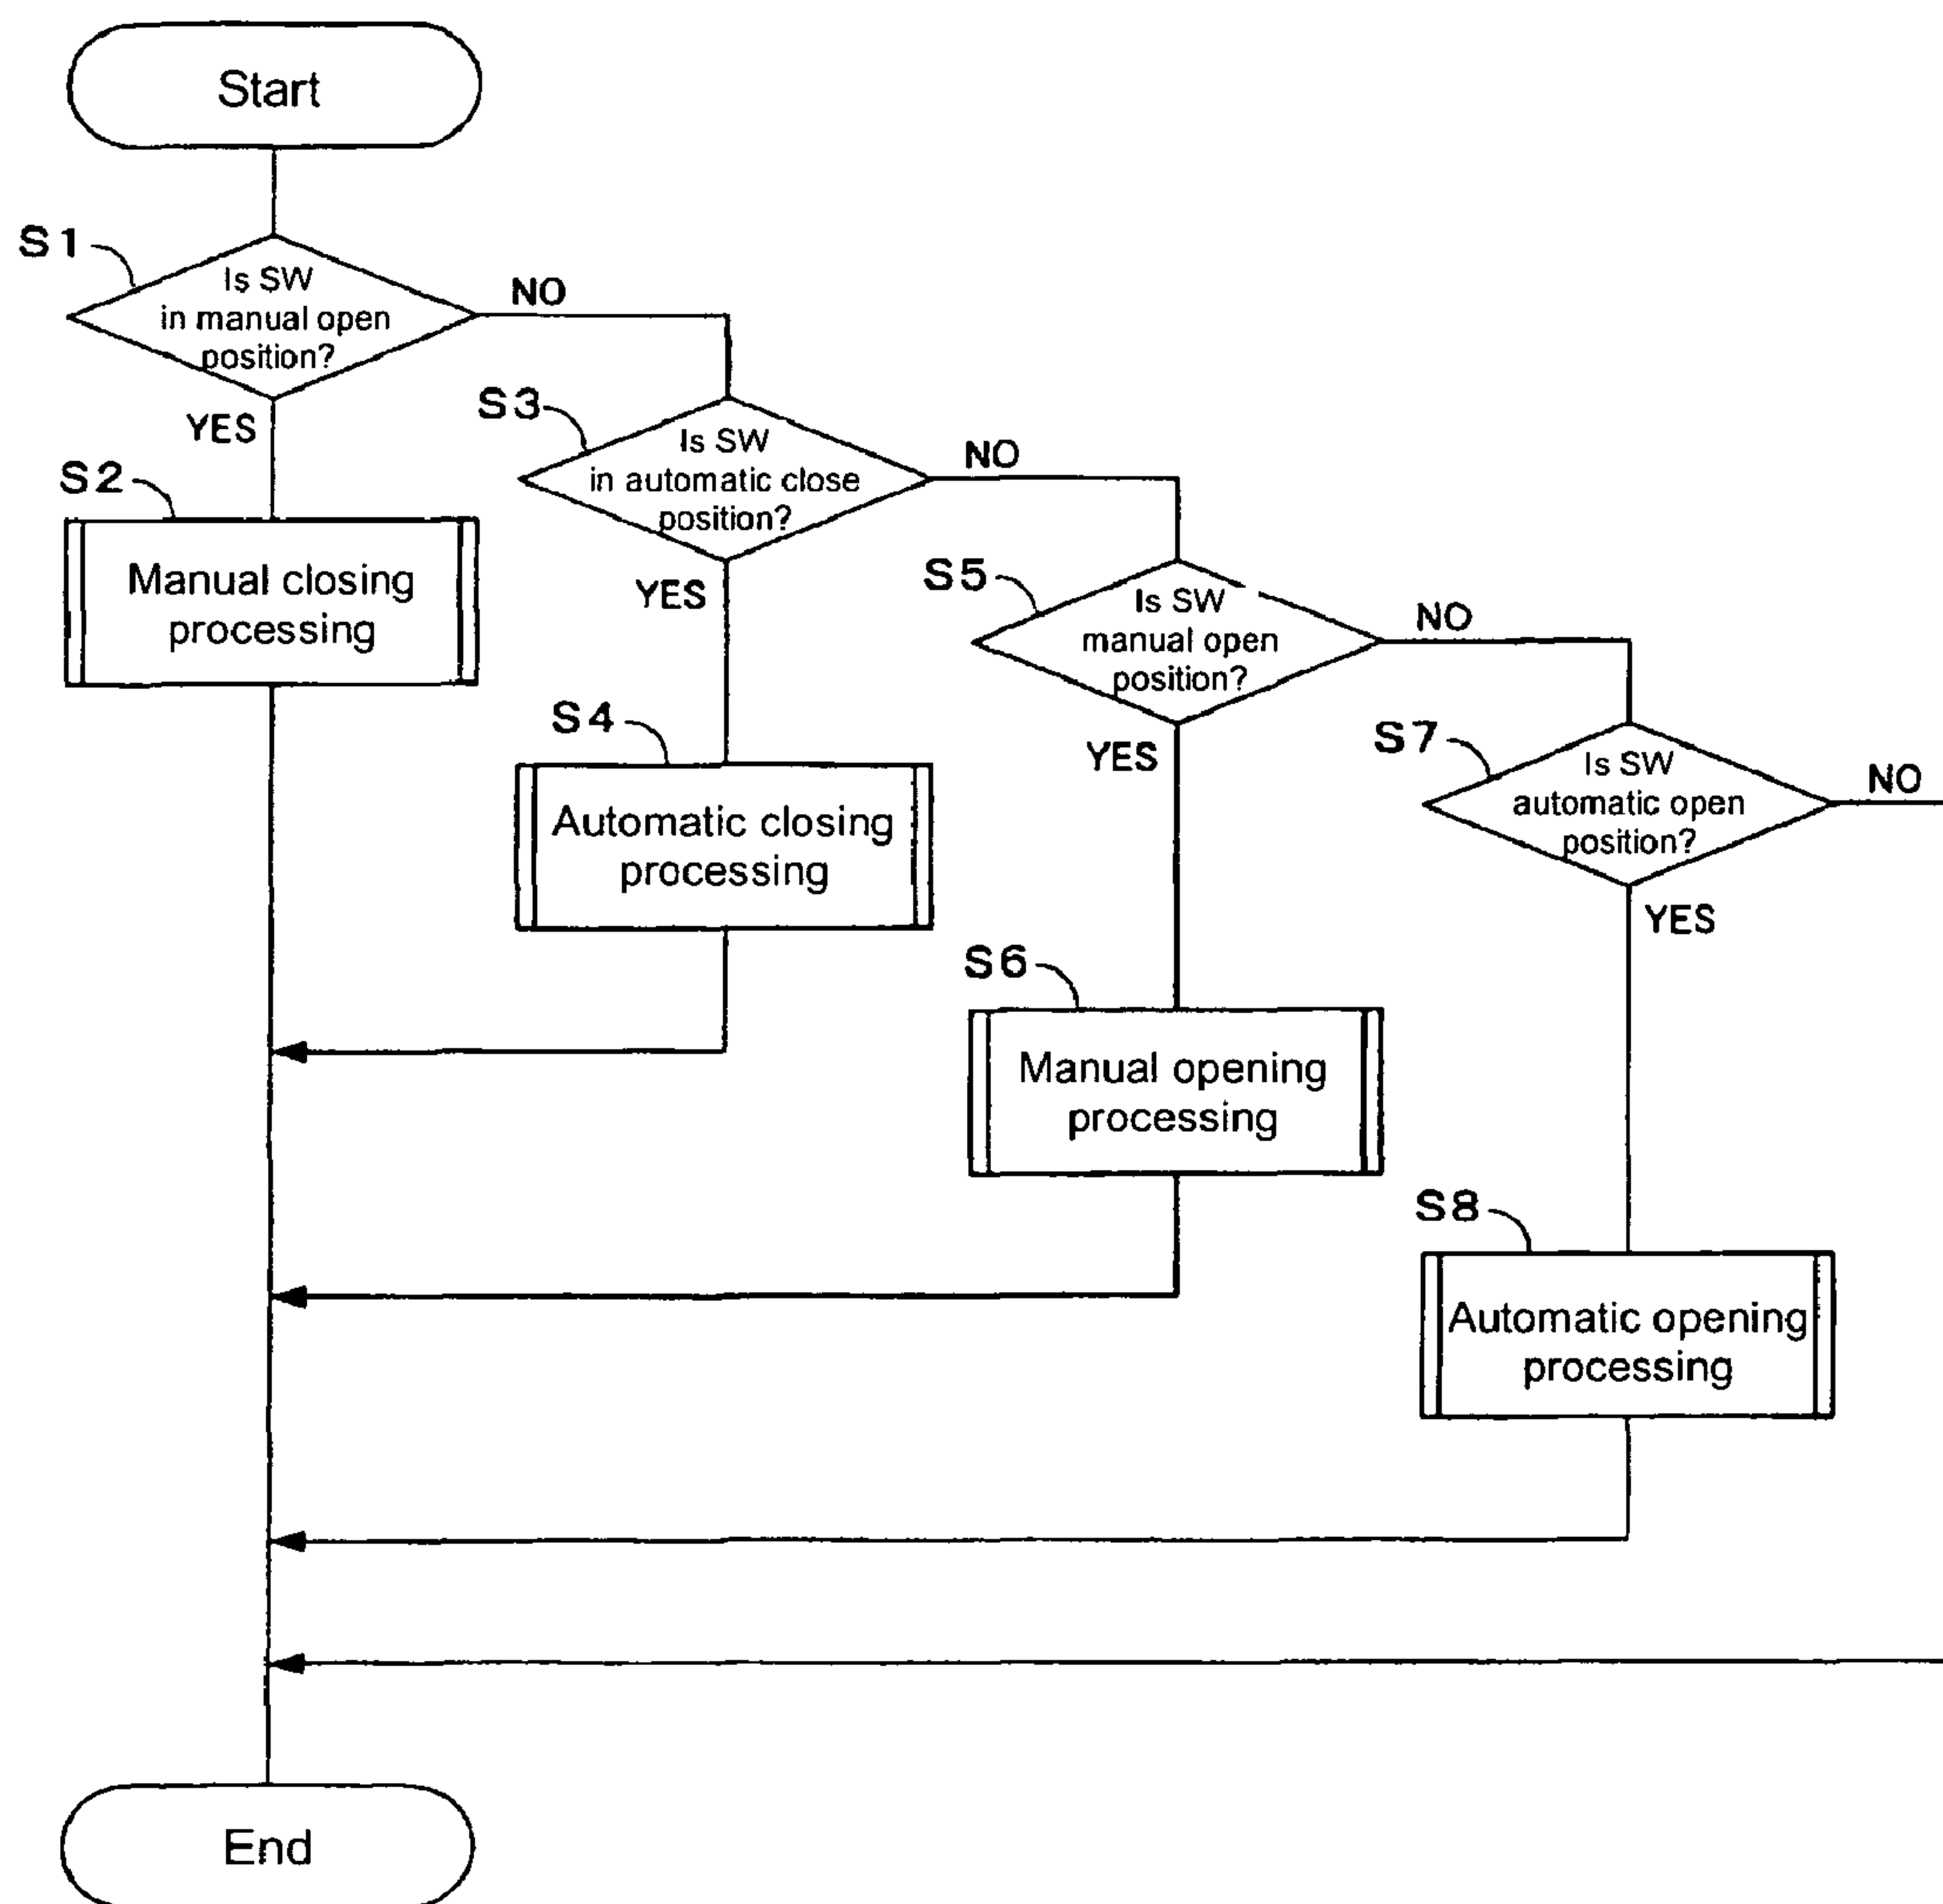 Start
S1
Is SW
in manual open
position?
NO
YES
S2
Manual closing
processing
S3
Is SW
in automatic close
position?
NO
YES
S4
Automatic closing
processing
S5
Is SW
manual open
position?
NO
YES
S6
Manual opening
processing
S7
Is SW
automatic open
position?
NO
YES
S8
Automatic opening
processing
End